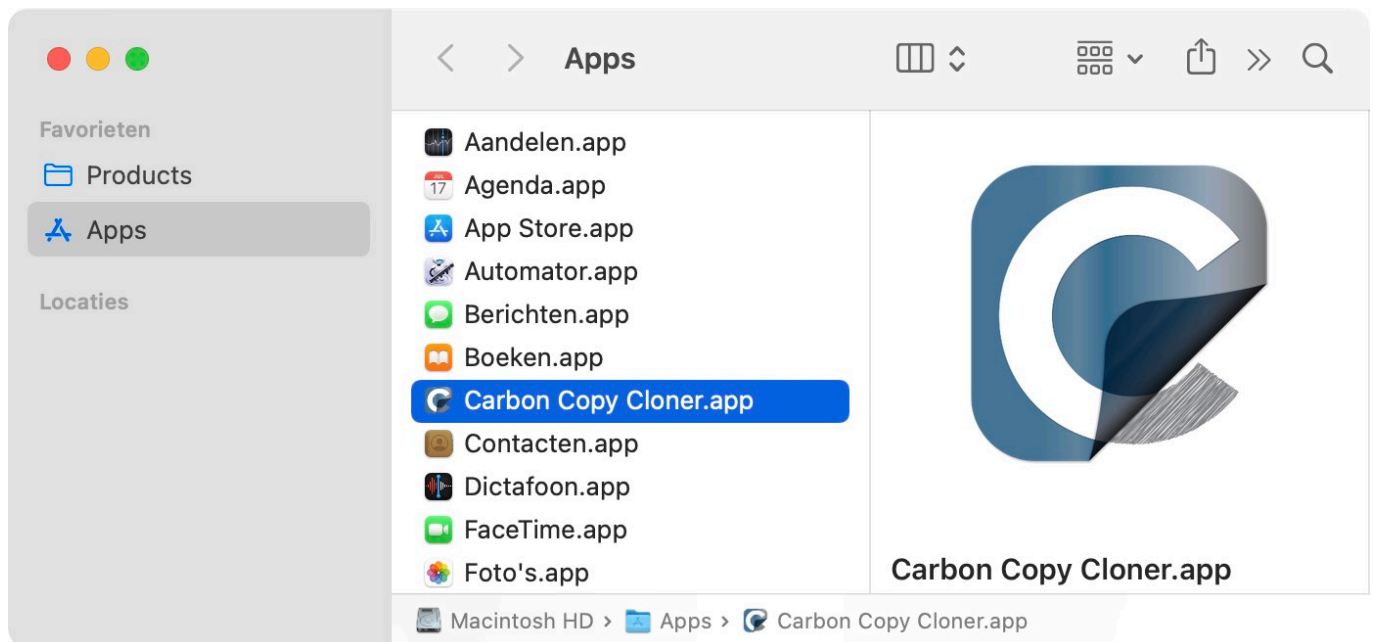 Apps
Favorieten
Products
Apps
Locaties
Aandelen.app
JUL
17
Agenda.app
App Store.app
Automator.app
Berichten.app
Boeken.app
Carbon Copy Cloner.app
Contacten.app
Dictafoon.app
FaceTime.app
Foto's.app
Carbon Copy Cloner.app
Macintosh HD › Apps › Carbon Copy Cloner.app